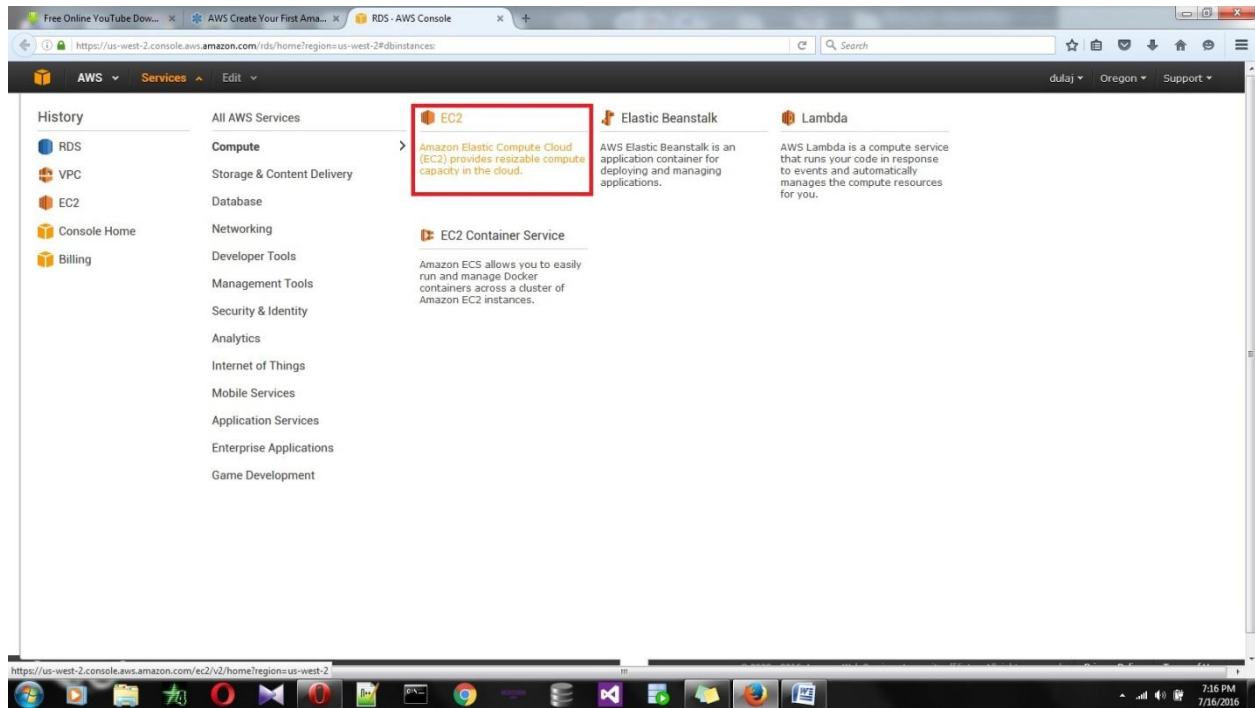 Free Online YouTube Dow...
AWS Create Your First Ama...
RDS - AWS Console
https://us-west-2.console.aws.amazon.com/rds/home?region=us-west-2#dbinstances:
Search
AWS
Services
Edit
dulaj
Oregon
Support
History
RDS
VPC
EC2
Console Home
Billing
All AWS Services
Compute
Storage & Content Delivery
Database
Networking
Developer Tools
Management Tools
Security & Identity
Analytics
Internet of Things
Mobile Services
Application Services
Enterprise Applications
Game Development
EC2
Amazon Elastic Compute Cloud
(EC2) provides resizable compute
capacity in the cloud.
Elastic Beanstalk
AWS Elastic Beanstalk is an
application container for
deploying and managing
applications.
Lambda
AWS Lambda is a compute service
that runs your code in response
to events and automatically
manages the compute resources
for you.
EC2 Container Service
Amazon ECS allows you to easily
run and manage Docker
containers across a cluster of
Amazon EC2 instances.
https://us-west-2.console.aws.amazon.com/ec2/v2/home?region=us-west-2
7:16 PM
7/16/2016